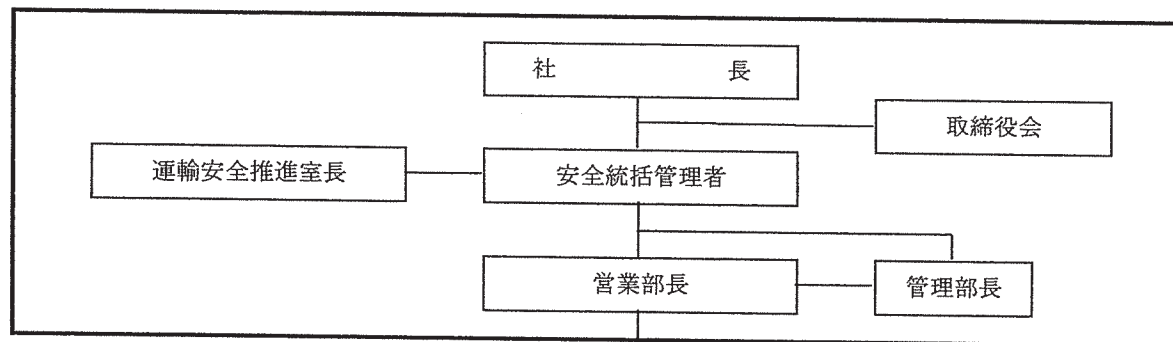 社　　　　　　長
取締役会
運輸安全推進室長
安全統括管理者
営業部長
管理部長